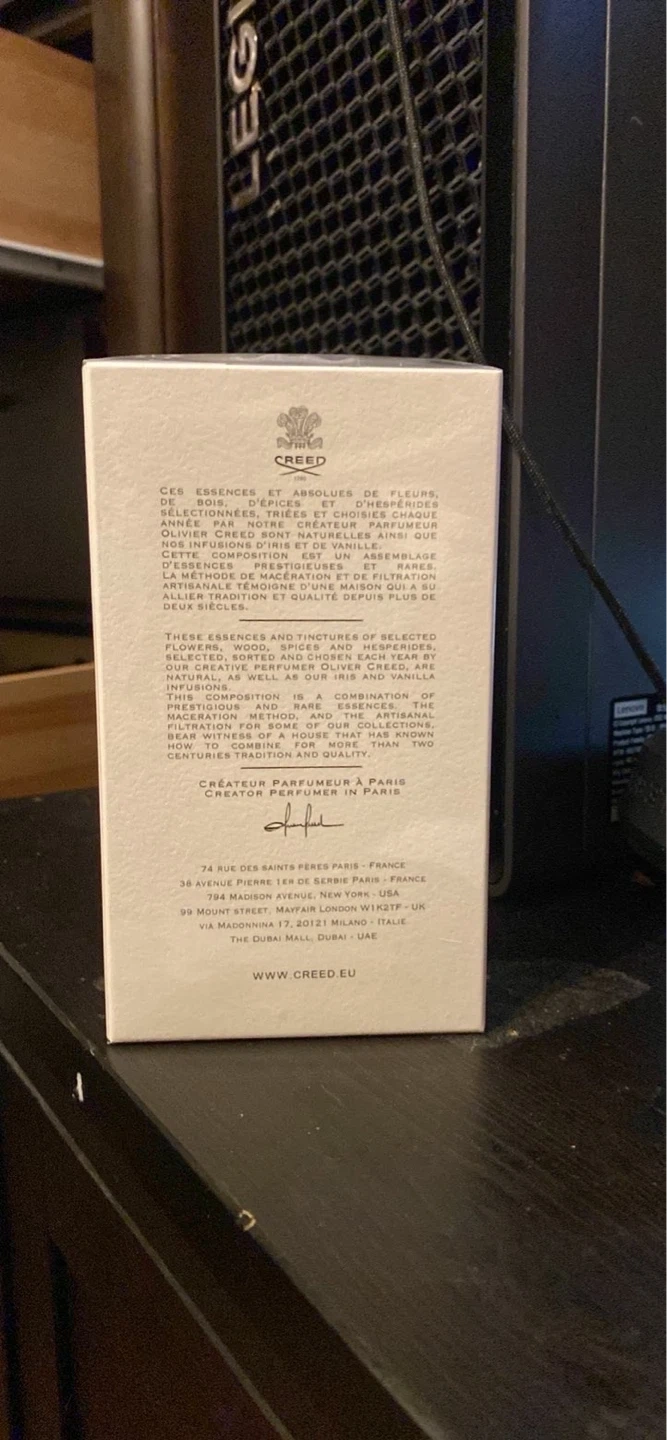 LEGI
CREED
1760
CES ESSENCES ET ABSOLUES DE FLEURS,
DE BOIS, D'ÉPICES ET D'HESPÉRIDES
SÉLECTIONNÉES, TRIÉES ET CHOISIES CHAQUE
ANNÉE PAR NOTRE CRÉATEUR PARFUMEUR
OLIVIER CREED SONT NATURELLES AINSI QUE
NOS INFUSIONS D'IRIS ET DE VANILLE.
CETTE COMPOSITION EST UN ASSEMBLAGE
D'ESSENCES PRESTIGIEUSES ET RARES.
LA MÉTHODE DE MACÉRATION ET DE FILTRATION
ARTISANALE TÉMOIGNE D'UNE MAISON QUI A SU
ALLIER TRADITION ET QUALITÉ DEPUIS PLUS DE
DEUX SIÈCLES.
THESE ESSENCES AND TINCTURES OF SELECTED
FLOWERS, WOOD, SPICES AND HESPERIDES,
SELECTED, SORTED AND CHOSEN EACH YEAR BY
OUR CREATIVE PERFUMER OLIVER CREED, ARE
NATURAL, AS WELL AS OUR IRIS AND VANILLA
INFUSIONS.
THIS COMPOSITION IS A COMBINATION OF
PRESTIGIOUS AND RARE ESSENCES. THE
MACERATION METHOD, AND THE ARTISANAL
FILTRATION FOR SOME OF OUR COLLECTIONS,
BEAR WITNESS OF A HOUSE THAT HAS KNOWN
HOW TO COMBINE FOR MORE THAN TWO
CENTURIES TRADITION AND QUALITY.
CRÉATEUR PARFUMEUR À PARIS
CREATOR PERFUMER IN PARIS
74 RUE DES SAINTS PÈRES PARIS - FRANCE
38 AVENUE PIERRE 1ER DE SERBIE PARIS - FRANCE
794 MADISON AVENUE, NEW YORK - USA
99 MOUNT STREET, MAYFAIR LONDON W1K2TF - UK
VIA MADONNINA 17, 20121 MILANO - ITALIE
THE DUBAI MALL, DUBAI - UAE
WWW.CREED.EU
Lenovo